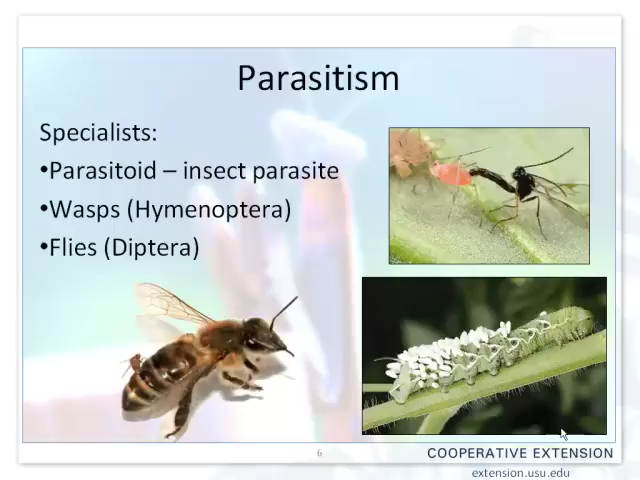 Parasitism
Specialists:
•Parasitoid – insect parasite
•Wasps (Hymenoptera)
•Flies (Diptera)
6
COOPERATIVE EXTENSION
extension.usu.edu